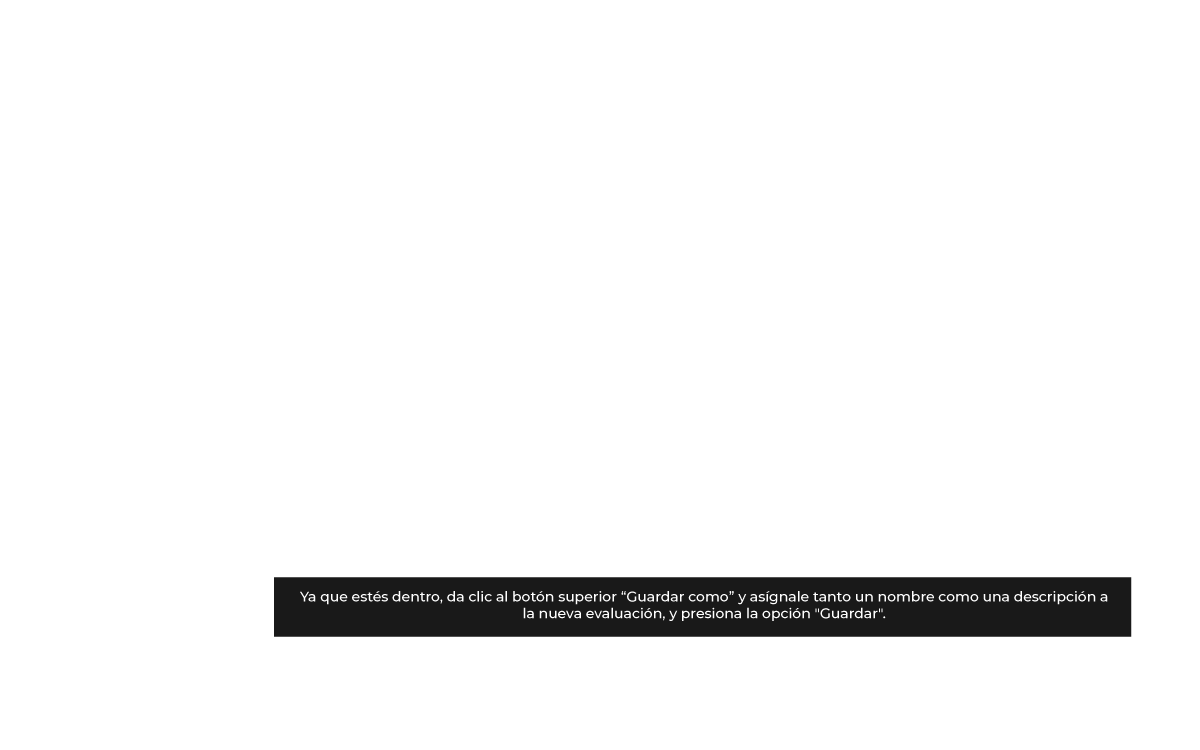 Ya que estés dentro, da clic al botón superior “Guardar como” y asígnale tanto un nombre como una descripción a
la nueva evaluación, y presiona la opción "Guardar".